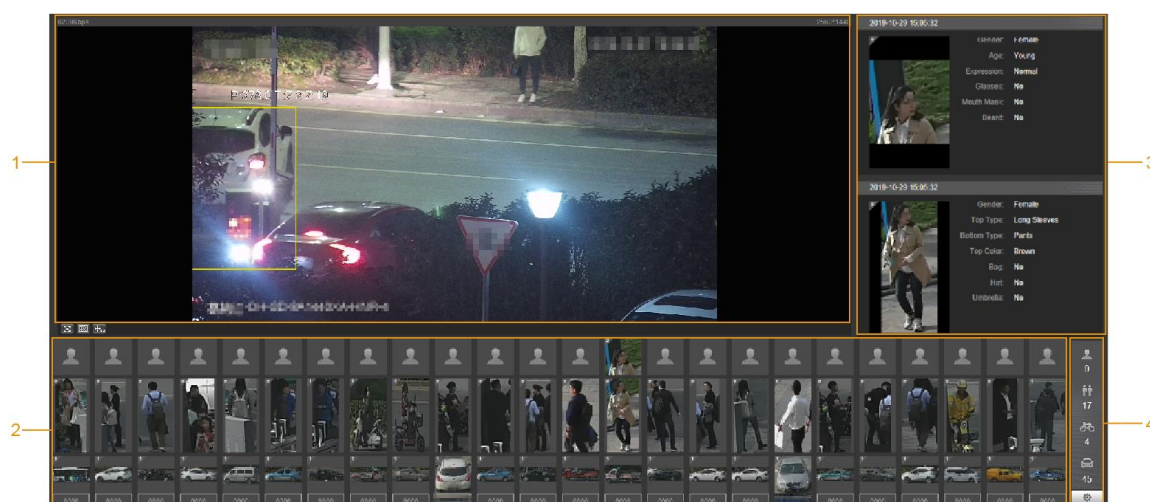 2019-10-29 15:05:32
Gender: Female
Age: Young
Expression: Normal
Glasses: No
Mouth Mask: No
Beard: No
1
3
2019-10-29 15:05:32
Gender: Female
Top Type: Long Sleeves
Bottom Type: Pants
Top Color: Brown
Bag: No
Hat: No
Umbrella: No
17
2
4
4
45